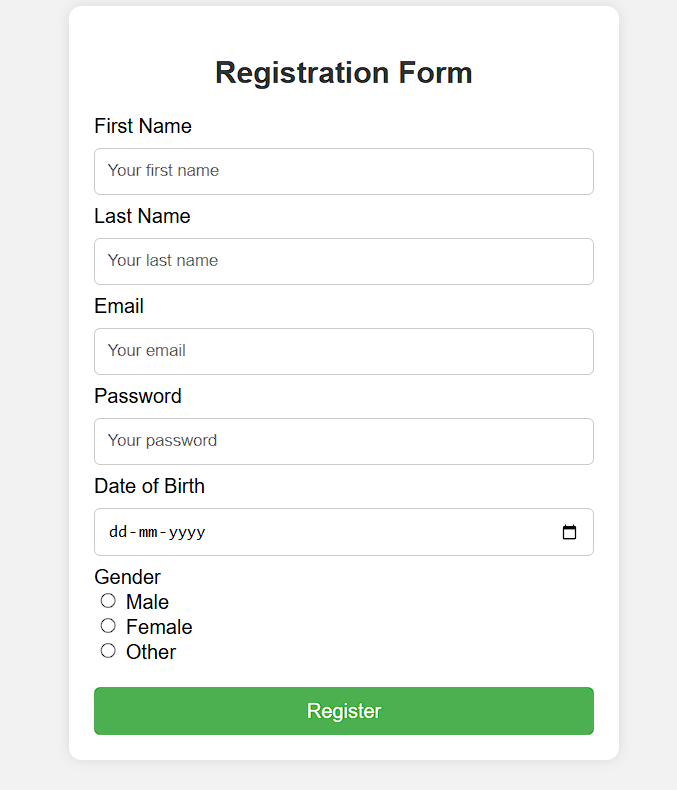 Registration Form
First Name
Your first name
Last Name
Your last name
Email
Your email
Password
Your password
Date of Birth
dd-mm-yyyy
Gender
Male
Female
Other
Register